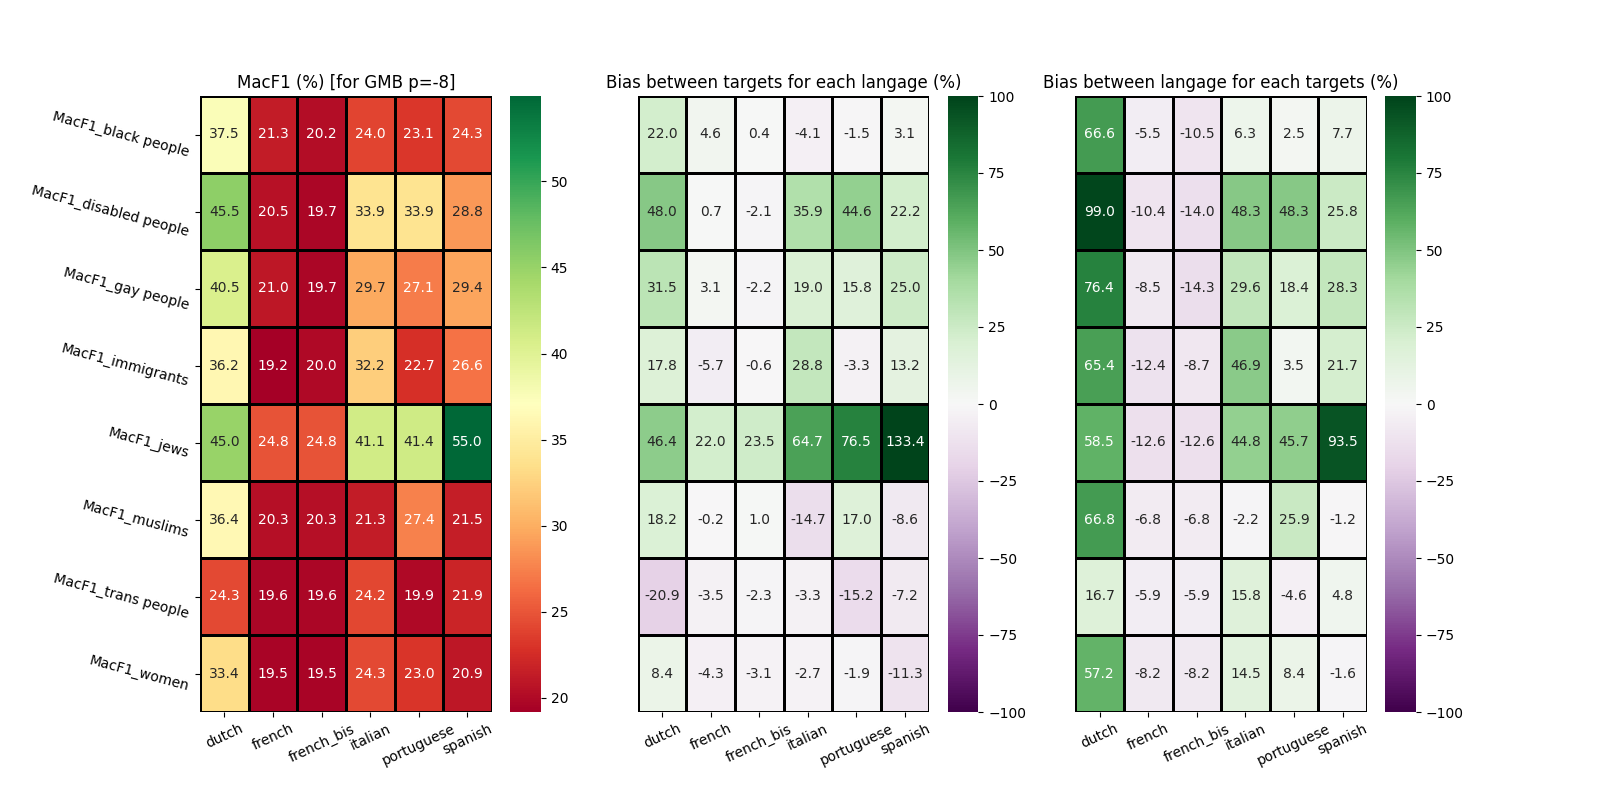 MacF1 (%) [for GMB p=-8]
Bias between targets for each langage (%)
Bias between langage for each targets (%)
MacF1_black people 37.5 21.3 20.2 24.0 23.1 24.3
MacF1_disabled people 45.5 20.5 19.7 33.9 33.9 28.8
MacF1_gay people 40.5 21.0 19.7 29.7 27.1 29.4
MacF1_immigrants 36.2 19.2 20.0 32.2 22.7 26.6
MacF1_jews 45.0 24.8 24.8 41.1 41.4 55.0
MacF1_muslims 36.4 20.3 20.3 21.3 27.4 21.5
MacF1_trans people 24.3 19.6 19.6 24.2 19.9 21.9
MacF1_women 33.4 19.5 19.5 24.3 23.0 20.9
dutch french french_bis italian portuguese spanish
50
45
40
35
30
25
20
22.0 4.6 0.4 -4.1 -1.5 3.1
48.0 0.7 -2.1 35.9 44.6 22.2
31.5 3.1 -2.2 19.0 15.8 25.0
17.8 -5.7 -0.6 28.8 -3.3 13.2
46.4 22.0 23.5 64.7 76.5 133.4
18.2 -0.2 1.0 -14.7 17.0 -8.6
-20.9 -3.5 -2.3 -3.3 -15.2 -7.2
8.4 -4.3 -3.1 -2.7 -1.9 -11.3
dutch french french_bis italian portuguese spanish
100
75
50
25
0
−25
−50
−75
−100
66.6 -5.5 -10.5 6.3 2.5 7.7
99.0 -10.4 -14.0 48.3 48.3 25.8
76.4 -8.5 -14.3 29.6 18.4 28.3
65.4 -12.4 -8.7 46.9 3.5 21.7
58.5 -12.6 -12.6 44.8 45.7 93.5
66.8 -6.8 -6.8 -2.2 25.9 -1.2
16.7 -5.9 -5.9 15.8 -4.6 4.8
57.2 -8.2 -8.2 14.5 8.4 -1.6
dutch french french_bis italian portuguese spanish
100
75
50
25
0
−25
−50
−75
−100